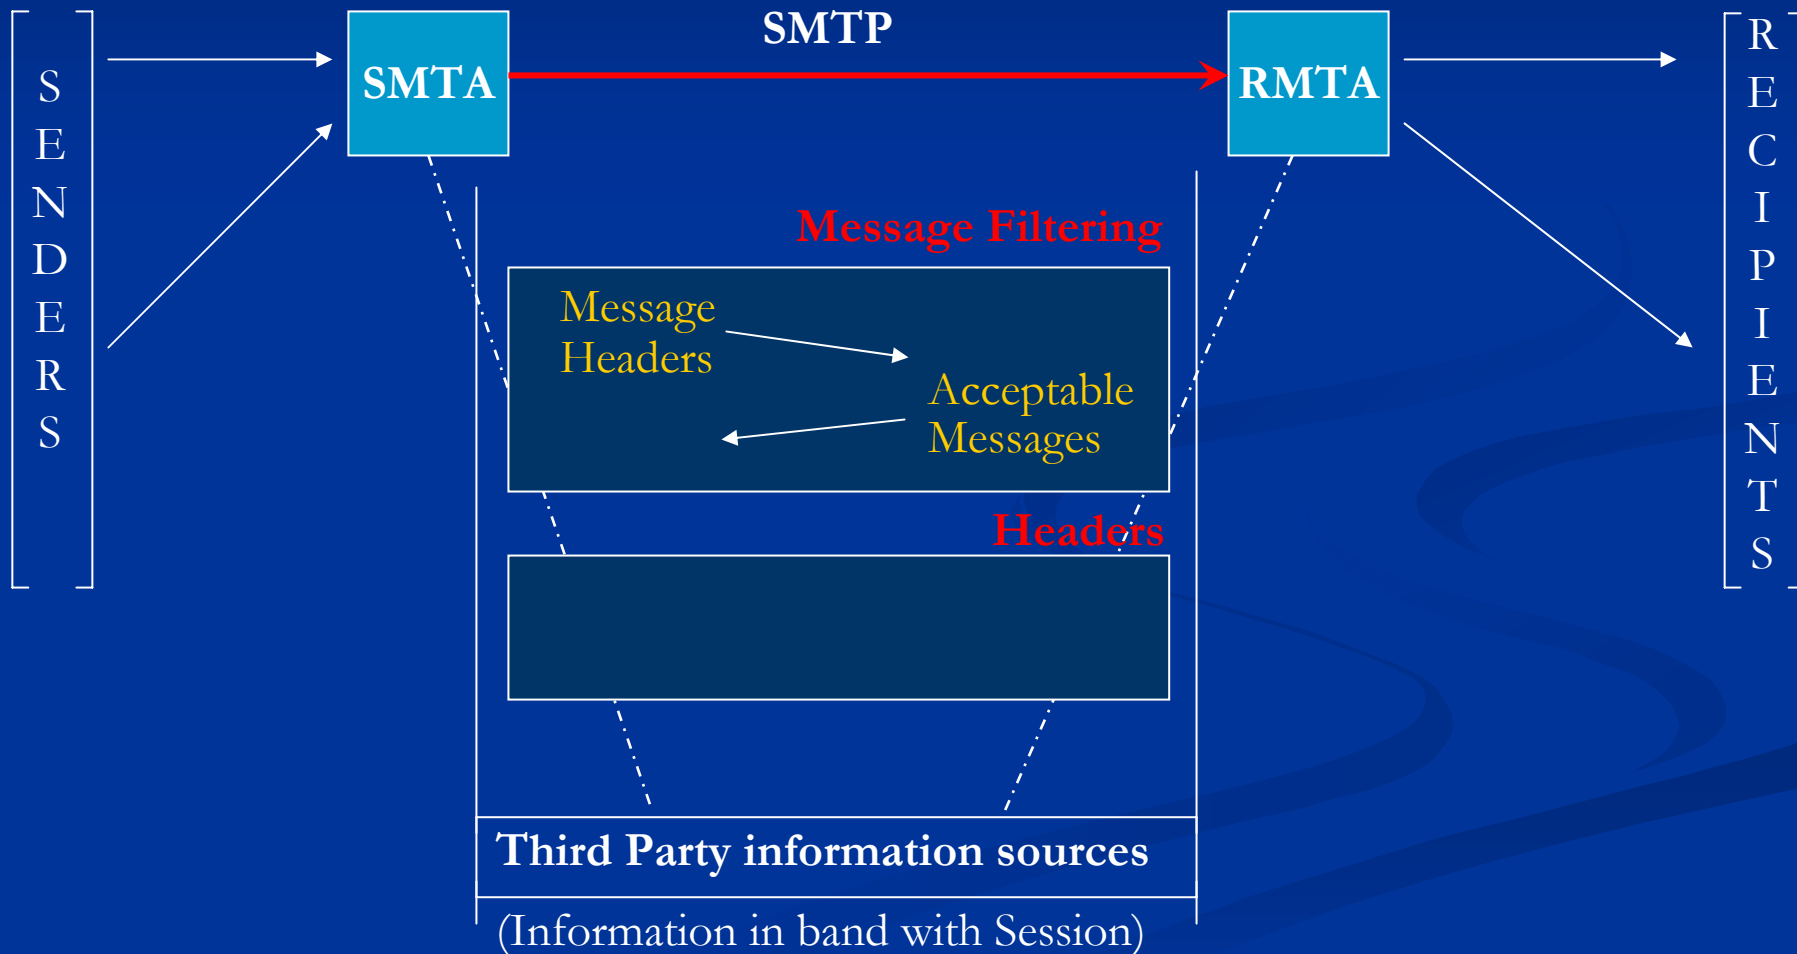 SENDERS
SMTA
SMTP
RMTA
RECIPIENTS
Message Filtering
Message
Headers
Acceptable
Messages
Headers
Third Party information sources
(Information in band with Session)